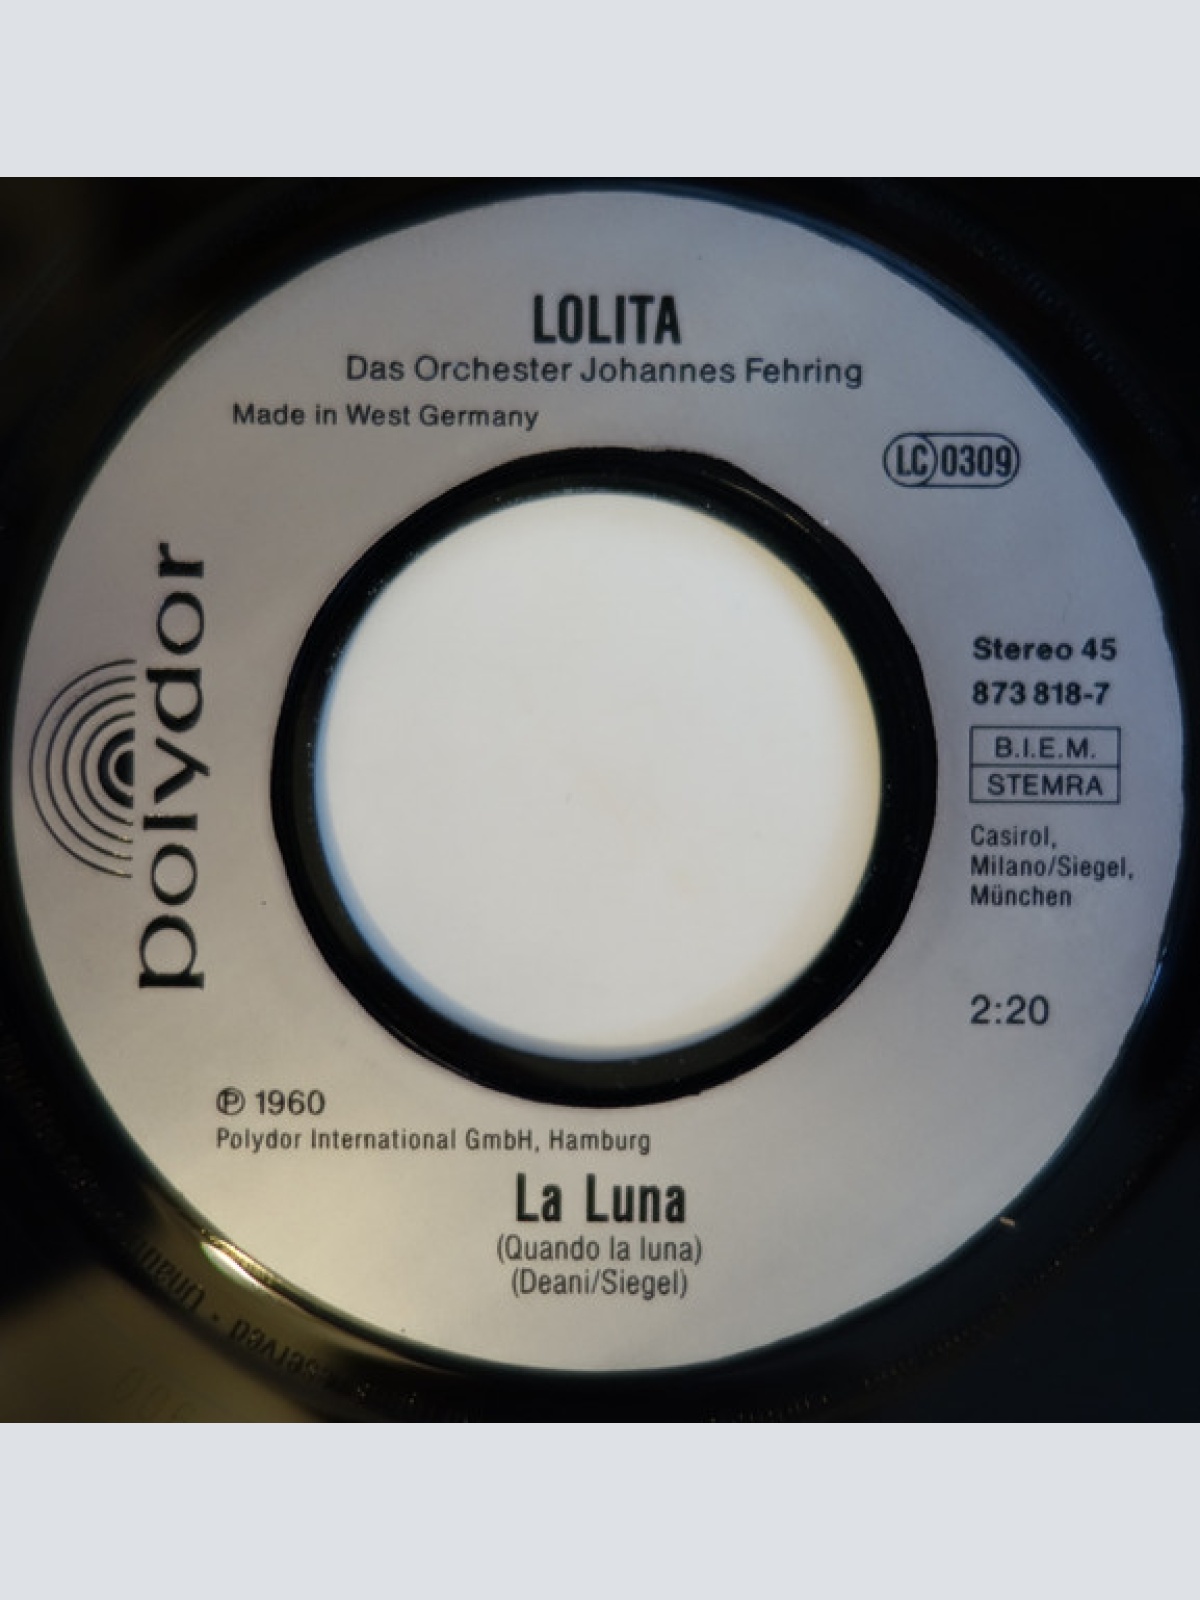 LOLITA
Das Orchester Johannes Fehring
Made in West Germany
LC 0309
polydor
Stereo 45
873 818-7
B.I.E.M.
STEMRA
Casirol,
Milano/Siegel,
München
2:20
℗ 1960
Polydor International GmbH, Hamburg
La Luna
(Quando la luna)
(Deani/Siegel)